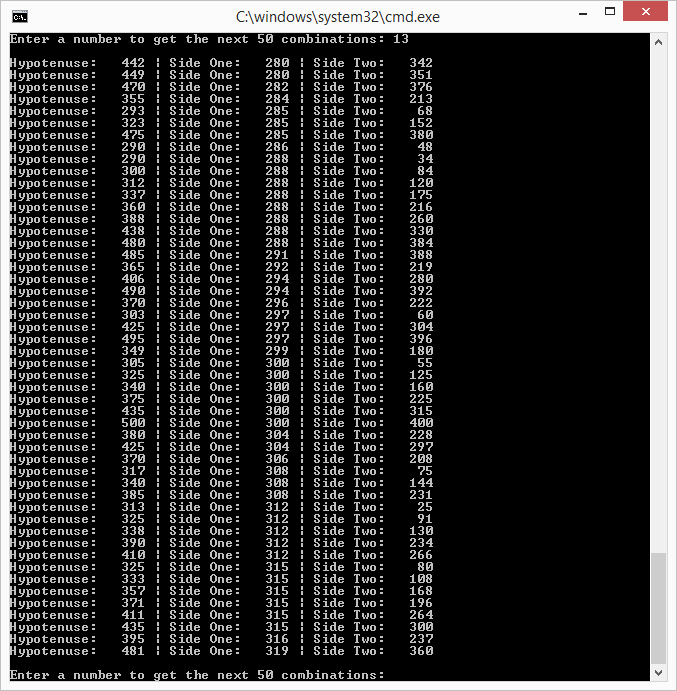 C:\windows\system32\cmd.exe
Enter a number to get the next 50 combinations: 13
Hypotenuse:   442 ¦ Side One:   280 ¦ Side Two:   342
Hypotenuse:   449 ¦ Side One:   280 ¦ Side Two:   351
Hypotenuse:   470 ¦ Side One:   282 ¦ Side Two:   376
Hypotenuse:   355 ¦ Side One:   284 ¦ Side Two:   213
Hypotenuse:   293 ¦ Side One:   285 ¦ Side Two:    68
Hypotenuse:   323 ¦ Side One:   285 ¦ Side Two:   152
Hypotenuse:   475 ¦ Side One:   285 ¦ Side Two:   380
Hypotenuse:   290 ¦ Side One:   286 ¦ Side Two:    48
Hypotenuse:   290 ¦ Side One:   288 ¦ Side Two:    34
Hypotenuse:   300 ¦ Side One:   288 ¦ Side Two:    84
Hypotenuse:   312 ¦ Side One:   288 ¦ Side Two:   120
Hypotenuse:   337 ¦ Side One:   288 ¦ Side Two:   175
Hypotenuse:   360 ¦ Side One:   288 ¦ Side Two:   216
Hypotenuse:   388 ¦ Side One:   288 ¦ Side Two:   260
Hypotenuse:   438 ¦ Side One:   288 ¦ Side Two:   330
Hypotenuse:   480 ¦ Side One:   288 ¦ Side Two:   384
Hypotenuse:   485 ¦ Side One:   291 ¦ Side Two:   388
Hypotenuse:   365 ¦ Side One:   292 ¦ Side Two:   219
Hypotenuse:   406 ¦ Side One:   294 ¦ Side Two:   280
Hypotenuse:   490 ¦ Side One:   294 ¦ Side Two:   392
Hypotenuse:   370 ¦ Side One:   296 ¦ Side Two:   222
Hypotenuse:   303 ¦ Side One:   297 ¦ Side Two:    60
Hypotenuse:   425 ¦ Side One:   297 ¦ Side Two:   304
Hypotenuse:   495 ¦ Side One:   297 ¦ Side Two:   396
Hypotenuse:   349 ¦ Side One:   299 ¦ Side Two:   180
Hypotenuse:   305 ¦ Side One:   300 ¦ Side Two:    55
Hypotenuse:   325 ¦ Side One:   300 ¦ Side Two:   125
Hypotenuse:   340 ¦ Side One:   300 ¦ Side Two:   160
Hypotenuse:   375 ¦ Side One:   300 ¦ Side Two:   225
Hypotenuse:   435 ¦ Side One:   300 ¦ Side Two:   315
Hypotenuse:   500 ¦ Side One:   300 ¦ Side Two:   400
Hypotenuse:   380 ¦ Side One:   304 ¦ Side Two:   228
Hypotenuse:   425 ¦ Side One:   304 ¦ Side Two:   297
Hypotenuse:   370 ¦ Side One:   306 ¦ Side Two:   208
Hypotenuse:   317 ¦ Side One:   308 ¦ Side Two:    75
Hypotenuse:   340 ¦ Side One:   308 ¦ Side Two:   144
Hypotenuse:   385 ¦ Side One:   308 ¦ Side Two:   231
Hypotenuse:   313 ¦ Side One:   312 ¦ Side Two:    25
Hypotenuse:   325 ¦ Side One:   312 ¦ Side Two:    91
Hypotenuse:   338 ¦ Side One:   312 ¦ Side Two:   130
Hypotenuse:   390 ¦ Side One:   312 ¦ Side Two:   234
Hypotenuse:   410 ¦ Side One:   312 ¦ Side Two:   266
Hypotenuse:   325 ¦ Side One:   315 ¦ Side Two:    80
Hypotenuse:   333 ¦ Side One:   315 ¦ Side Two:   108
Hypotenuse:   357 ¦ Side One:   315 ¦ Side Two:   168
Hypotenuse:   371 ¦ Side One:   315 ¦ Side Two:   196
Hypotenuse:   411 ¦ Side One:   315 ¦ Side Two:   264
Hypotenuse:   435 ¦ Side One:   315 ¦ Side Two:   300
Hypotenuse:   395 ¦ Side One:   316 ¦ Side Two:   237
Hypotenuse:   481 ¦ Side One:   319 ¦ Side Two:   360
Enter a number to get the next 50 combinations: